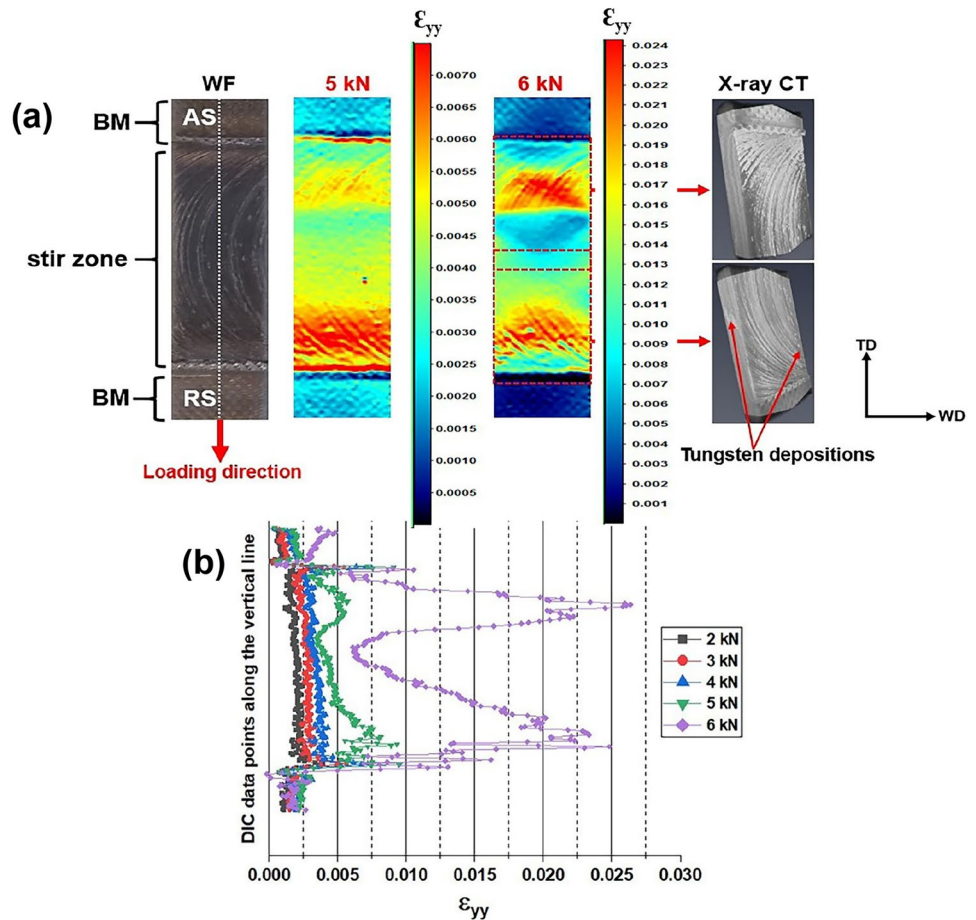 (a)
WF
AS
BM
stir zone
BM
RS
Loading direction
5 kN
εyy
0.0070
0.0065
0.0060
0.0055
0.0050
0.0045
0.0040
0.0035
0.0030
0.0025
0.0020
0.0015
0.0010
0.0005
6 kN
εyy
0.024
0.023
0.022
0.021
0.020
0.019
0.018
0.017
0.016
0.015
0.014
0.013
0.012
0.011
0.010
0.009
0.008
0.007
0.006
0.005
0.004
0.003
0.002
0.001
X-ray CT
Tungsten depositions
TD
WD
(b)
DIC data points along the vertical line
0.000 0.005 0.010 0.015 0.020 0.025 0.030
εyy
2 kN
3 kN
4 kN
5 kN
6 kN